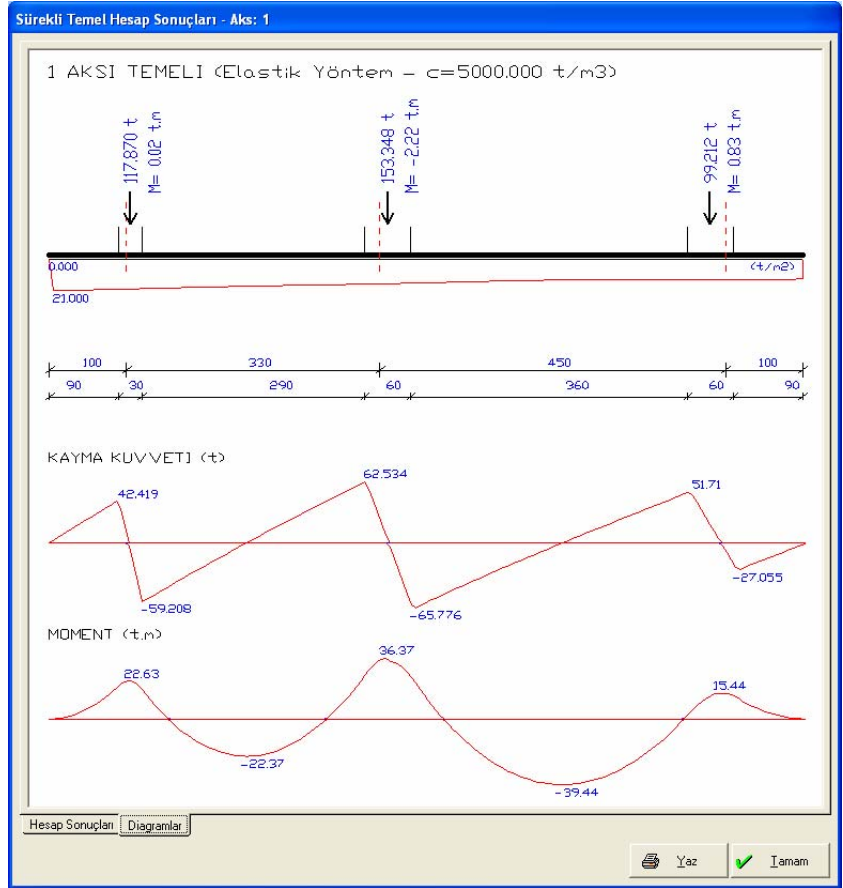 Sürekli Temel Hesap Sonuçları - Aks: 1
1 AKSI TEMELI (Elastik Yöntem - c=5000.000 t/m3)
117.870 t
M= 0.02 t.m
153.348 t
M= -2.22 t.m
99.212 t
M= 0.83 t.m
0.000
(t/m2)
21.000
100 330 450 100
90 30 290 60 360 60 90
KAYMA KUVVETI (t)
42.419
62.534
51.71
-59.208
-65.776
-27.055
MOMENT (t.m)
22.63
36.37
15.44
-22.37
-39.44
Hesap Sonuçları Diagramlar
Yaz Tamam